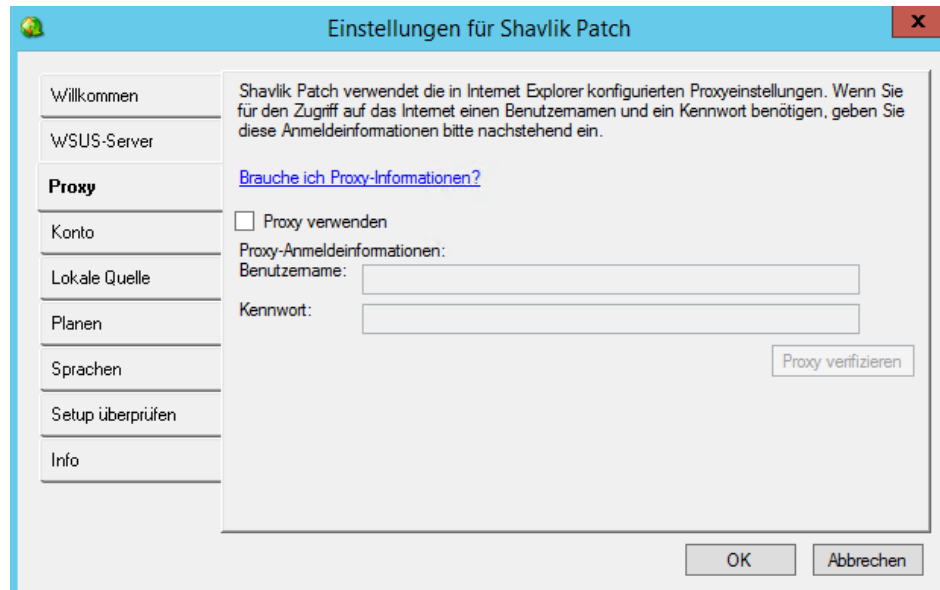 Einstellungen für Shavlik Patch
x
Willkommen
WSUS-Server
Proxy
Konto
Lokale Quelle
Planen
Sprachen
Setup überprüfen
Info
Shavlik Patch verwendet die in Internet Explorer konfigurierten Proxyeinstellungen. Wenn Sie
für den Zugriff auf das Internet einen Benutzernamen und ein Kennwort benötigen, geben Sie
diese Anmeldeinformationen bitte nachstehend ein.
Brauche ich Proxy-Informationen?
Proxy verwenden
Proxy-Anmeldeinformationen:
Benutzername:
Kennwort:
Proxy verifizieren
OK
Abbrechen